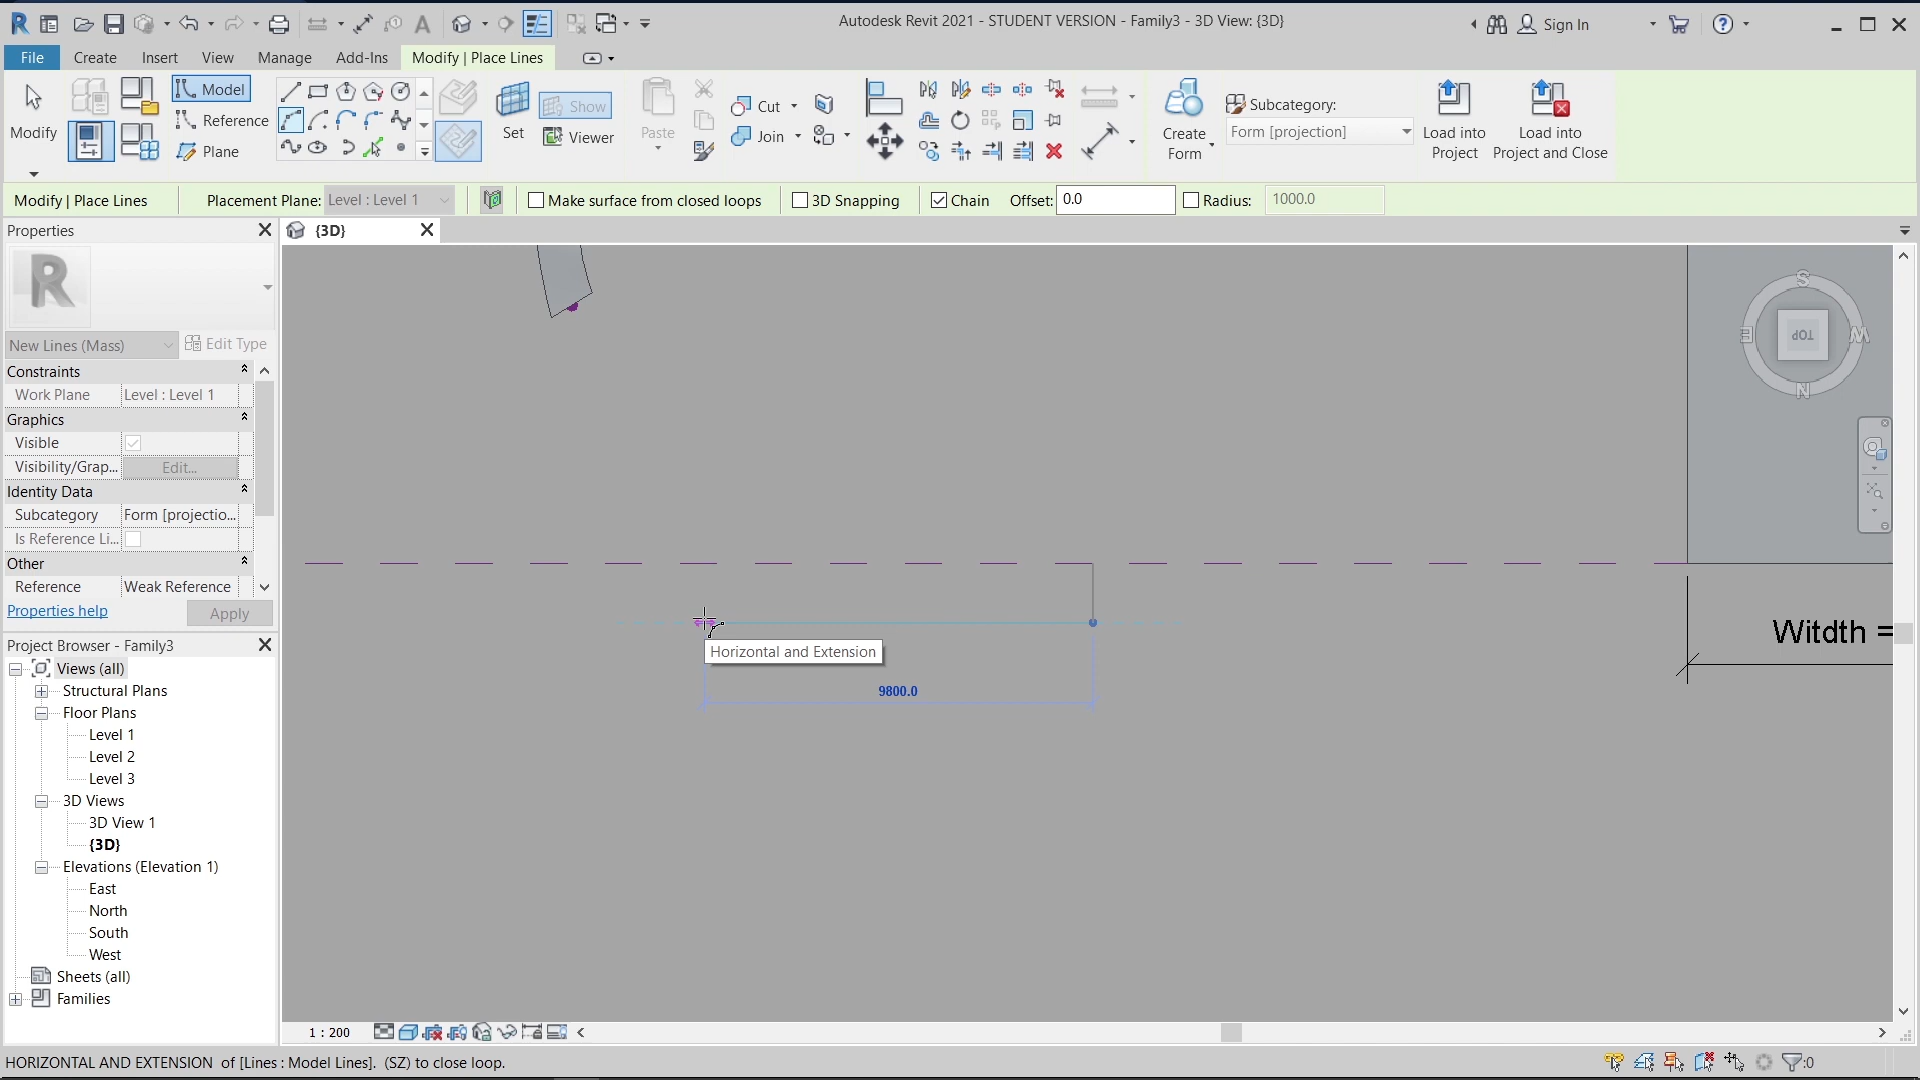 Autodesk Revit 2021 - STUDENT VERSION - Family3 - 3D View: {3D}
Sign In
File Create Insert View Manage Add-Ins Modify | Place Lines
Modify
Model
Reference
Plane
Set
Show
Viewer
Paste
Cut
Join
Create
Form
Subcategory:
Form [projection]
Load into
Project
Load into
Project and Close
Modify | Place Lines
Placement Plane: Level : Level 1
Make surface from closed loops
3D Snapping
Chain
Offset: 0.0
Radius: 1000.0
Properties
{3D}
R
New Lines (Mass)
Edit Type
Constraints
Work Plane Level : Level 1
Graphics
Visible
Visibility/Grap... Edit...
Identity Data
Subcategory Form [projectio...
Is Reference Li...
Other
Reference Weak Reference
Properties help
Apply
Project Browser - Family3
Views (all)
Structural Plans
Floor Plans
Level 1
Level 2
Level 3
3D Views
3D View 1
{3D}
Elevations (Elevation 1)
East
North
South
West
Sheets (all)
Families
S
E
TOP
W
N
Horizontal and Extension
9800.0
Witdth =
1 : 200
HORIZONTAL AND EXTENSION of [Lines : Model Lines]. (SZ) to close loop.
:0